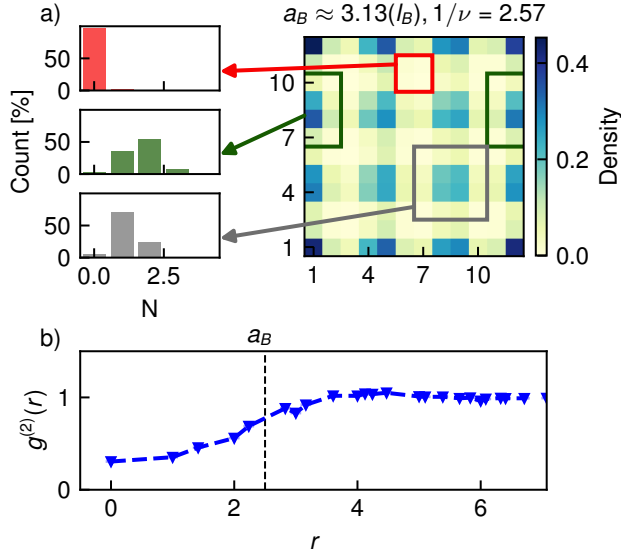 a)
a_B ≈ 3.13(l_B), 1/ν = 2.57
50
0
50
0
50
0
Count [%]
0.0 2.5
N
10
7
4
1
1 4 7 10
0.4
0.2
0.0
Density
b)
a_B
1
0
g^(2)(r)
0 2 4 6
r